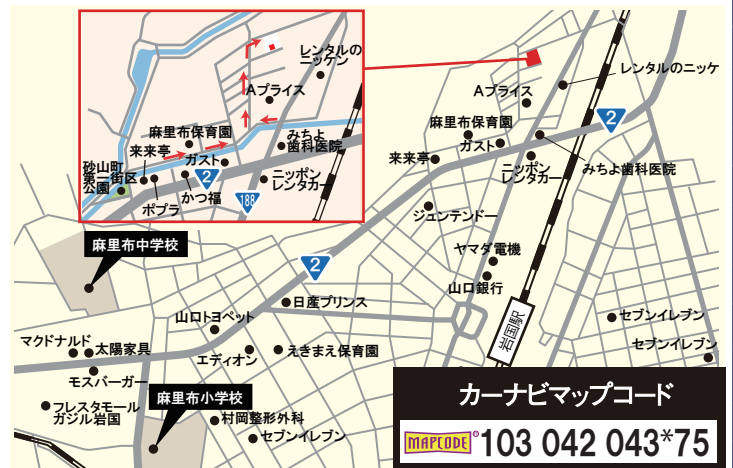 レンタルの
ニッケン
Aプライス
麻里布保育園
来来亭
ガスト
みちよ
歯科医院
砂山町
第二街区
公園
2
ポプラ
かつ福
ニッポン
レンタカー
188
レンタルのニッケ
Aプライス
2
麻里布保育園
ガスト
来来亭
ニッポン
レンタカー
みちよ歯科医院
ジュンテンドー
麻里布中学校
ヤマダ電機
2
山口銀行
日産プリンス
山口トヨペット
岩国駅
セブンイレブン
マクドナルド
太陽家具
エディオン
えきまえ保育園
セブンイレブン
モスバーガー
麻里布小学校
フレスタモール
ガジル岩国
村岡整形外科
セブンイレブン
カーナビマップコード
MAPCODE® 103 042 043*75